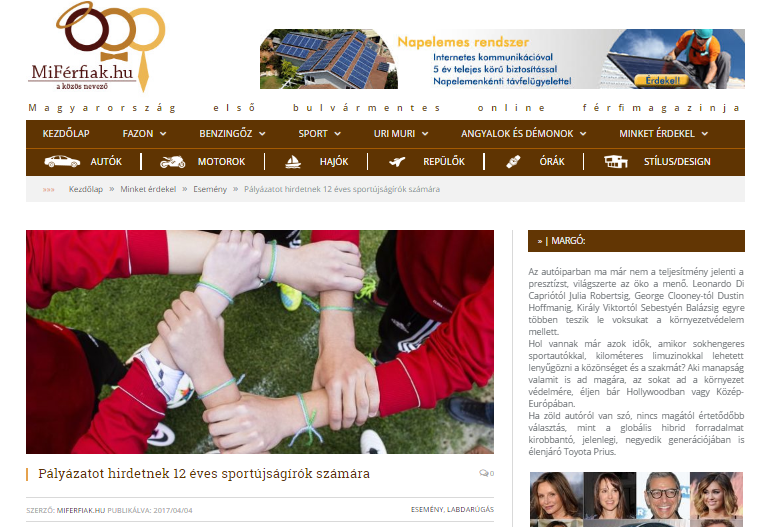 MiFérfiak.hu
a közös nevező
Napelemes rendszer
Internetes kommunikációval
5 év teljes körű biztosítással
Napelemenkénti távfelügyelettel
Érdekel!
Magyarország első bulvármentes online férfimagazinja
KEZDŐLAP FAZON BENZINGŐZ SPORT URI MURI ANGYALOK ÉS DÉMONOK MINKET ÉRDEKEL
AUTÓK MOTOROK HAJÓK REPÜLŐK ÓRÁK STÍLUS/DESIGN
»»» Kezdőlap » Minket érdekel » Esemény » Pályázatot hirdetnek 12 éves sportújságírók számára
» | MARGÓ:
Az autóiparban ma már nem a teljesítmény jelenti a
presztízst, világszerte az öko a menő. Leonardo Di
Capriótól Julia Robertsig, George Clooney-tól Dustin
Hoffmanig, Király Viktortól Sebestyén Balázsig egyre
többen teszik le voksukat a környezetvédelem
mellett.
Hol vannak már azok idők, amikor sokhengeres
sportautókkal, kilométeres limuzinokkal lehetett
lenyűgözni a közönséget és a szakmát? Aki manapság
valamit is ad magára, az sokat ad a környezet
védelmére, éljen bár Hollywoodban vagy Közép-
Európában.
Ha zöld autóról van szó, nincs magától értetődőbb
választás, mint a globális hibrid forradalmat
kirobbantó, jelenlegi, negyedik generációjában is
élenjáró Toyota Prius.
Pályázatot hirdetnek 12 éves sportújságírók számára
0
SZERZŐ: MIFERFIAK.HU PUBLIKÁLVA: 2017/04/04
ESEMÉNY, LABDARÚGÁS